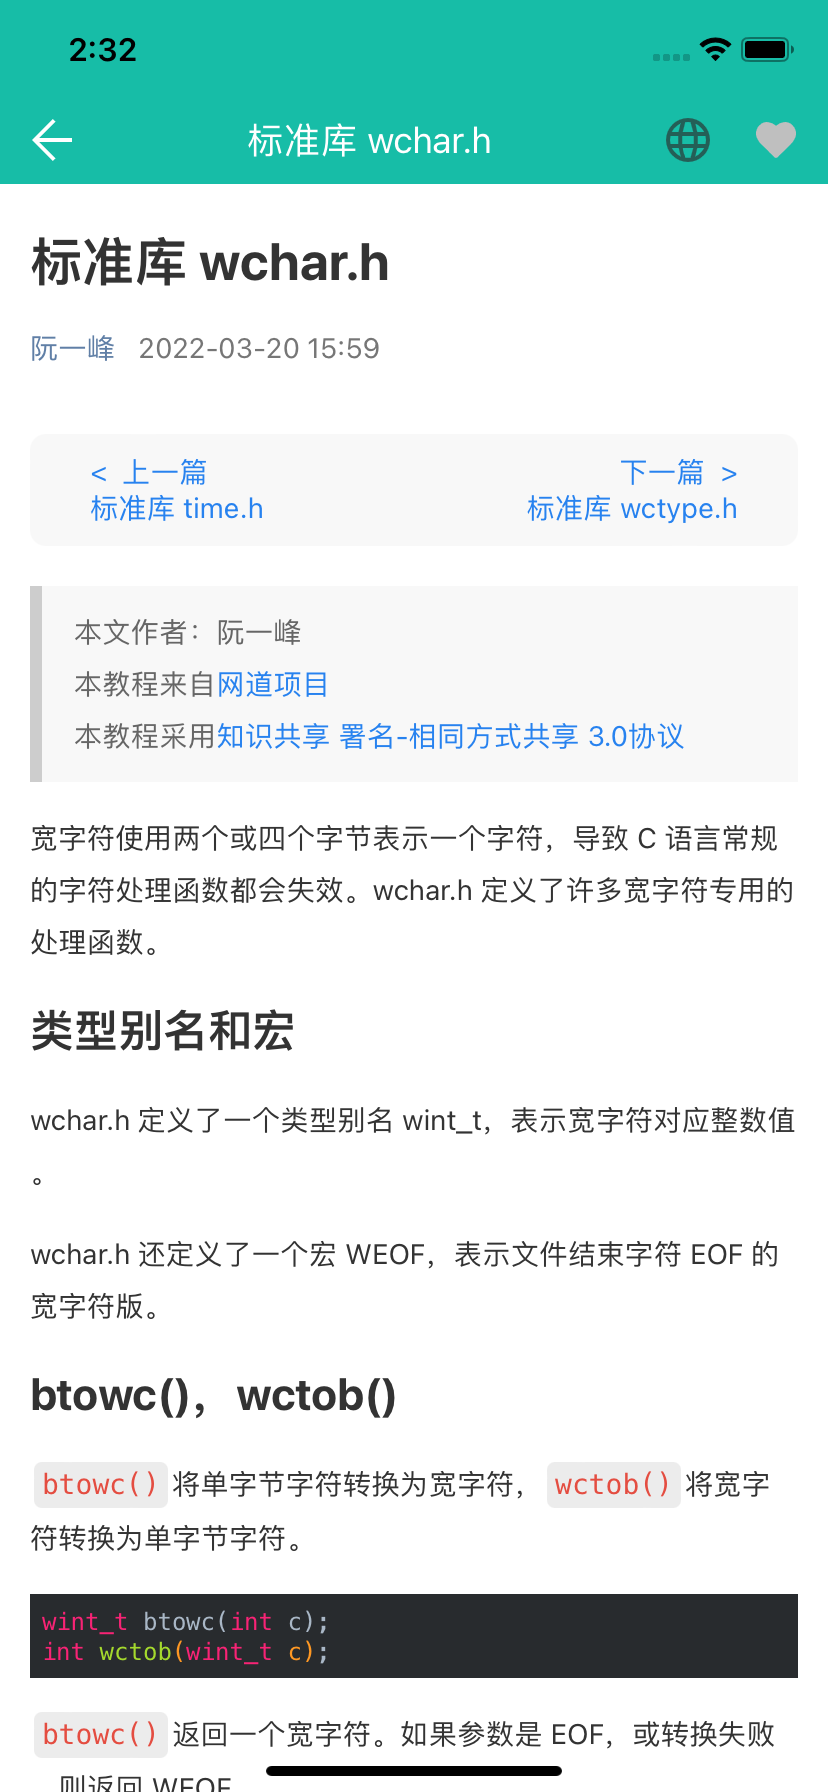 2:32
标准库 wchar.h
标准库 wchar.h
阮一峰 2022-03-20 15:59
< 上一篇 下一篇 >
标准库 time.h 标准库 wctype.h
本文作者：阮一峰
本教程来自网道项目
本教程采用知识共享 署名-相同方式共享 3.0协议
宽字符使用两个或四个字节表示一个字符，导致 C 语言常规
的字符处理函数都会失效。wchar.h 定义了许多宽字符专用的
处理函数。
类型别名和宏
wchar.h 定义了一个类型别名 wint_t，表示宽字符对应整数值
。
wchar.h 还定义了一个宏 WEOF，表示文件结束字符 EOF 的
宽字符版。
btowc()，wctob()
btowc() 将单字节字符转换为宽字符， wctob() 将宽字
符转换为单字节字符。
wint_t btowc(int c);
int wctob(wint_t c);
btowc() 返回一个宽字符。如果参数是 EOF，或转换失败
则返回 WEOF